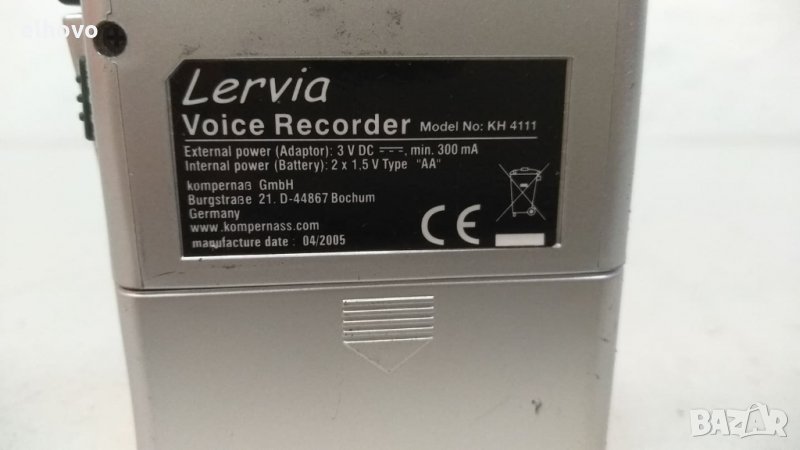 elhovo
Lervia
Voice Recorder Model No: KH 4111
External power (Adaptor): 3 V DC ⎓, min. 300 mA
Internal power (Battery): 2 x 1.5 V Type "AA"
kompernaß GmbH
Burgstraße 21. D-44867 Bochum
Germany
www.kompernass.com
manufacture date : 04/2005
CE
BAZAR